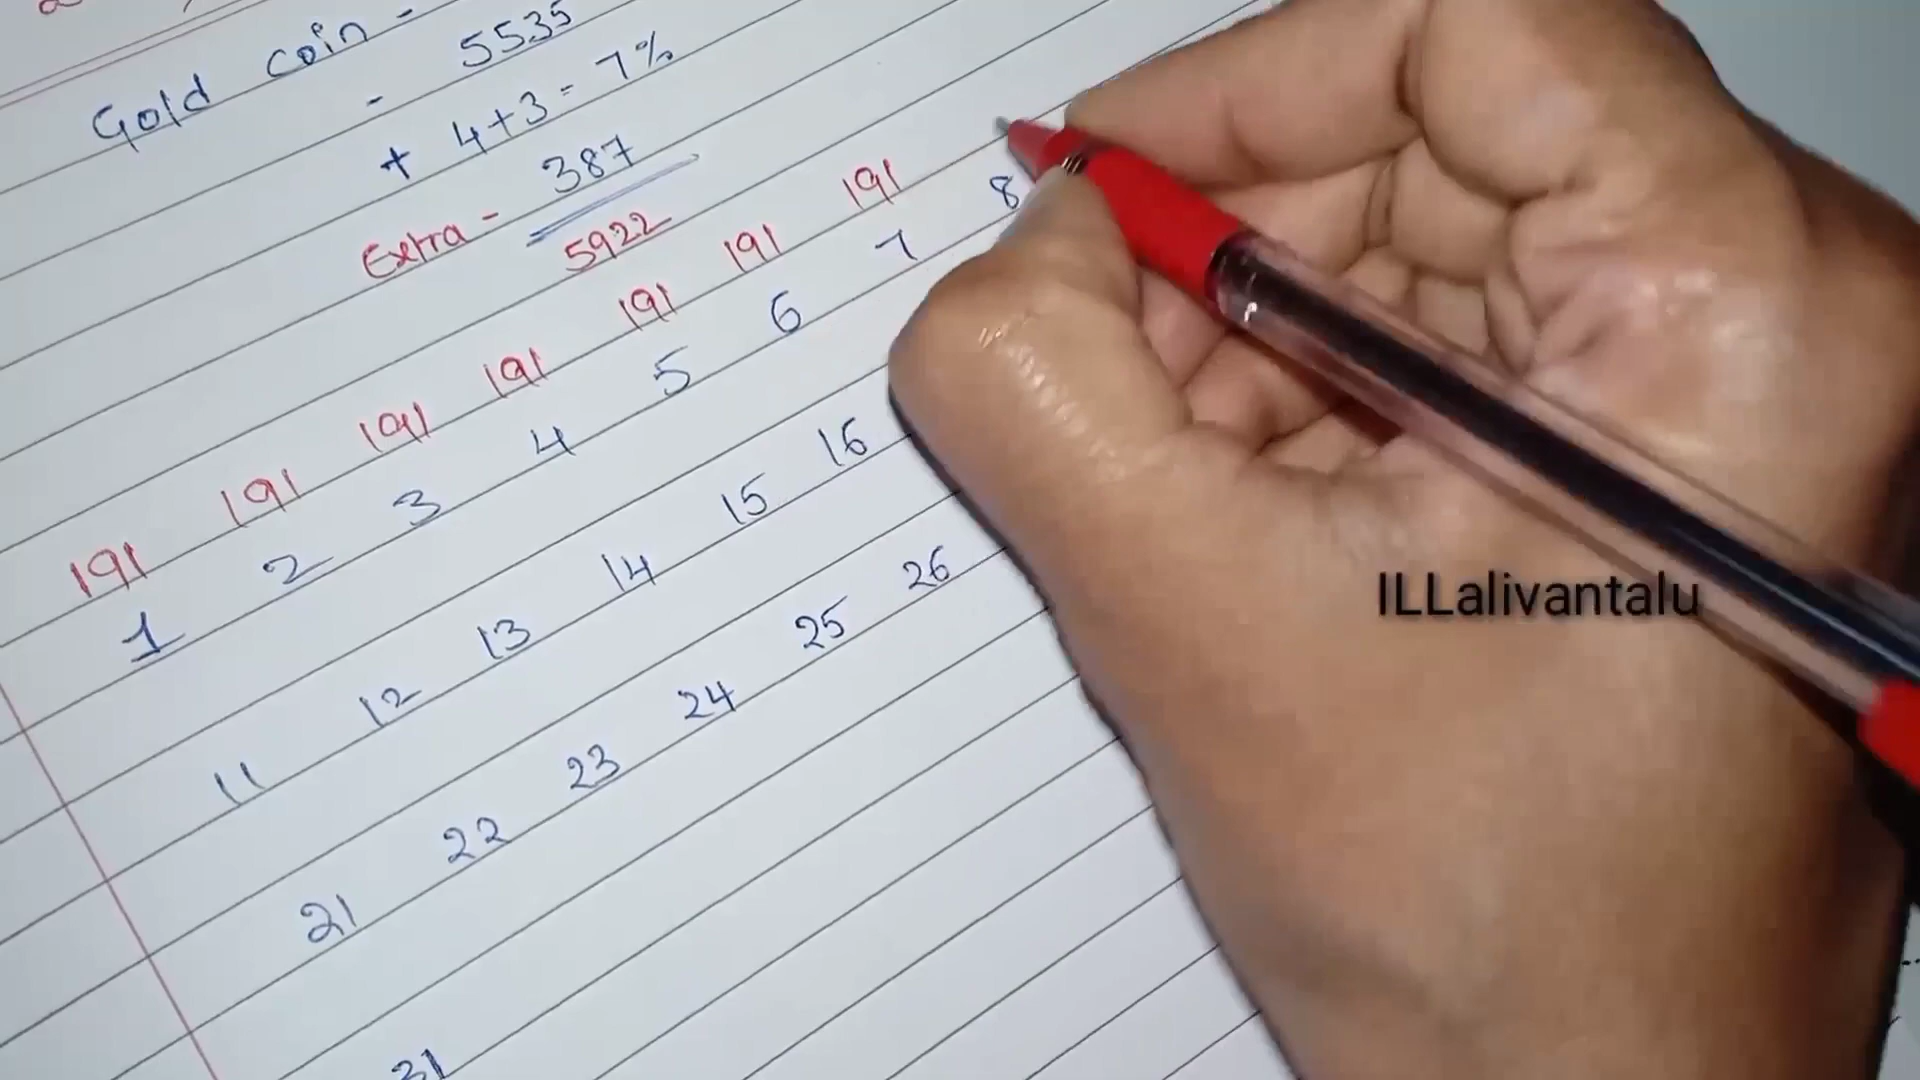 Gold coin -
- 5535
+ 4+3= 7%
387
Extra -
5922
191 191 191 191 191 191 191
1 2 3 4 5 6 7 8
11 12 13 14 15 16
21 22 23 24 25 26
31
ILLalivantalu